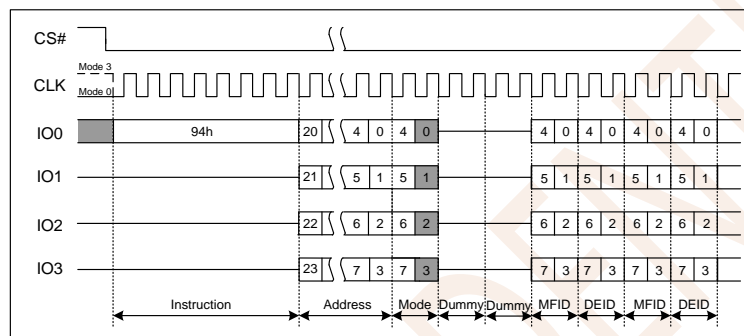 CS#
Mode 3
CLK
Mode 0
IO0 94h 20 4 0 4 0 4 0 4 0 4 0 4 0
IO1 21 5 1 5 1 5 1 5 1 5 1 5 1
IO2 22 6 2 6 2 6 2 6 2 6 2 6 2
IO3 23 7 3 7 3 7 3 7 3 7 3 7 3
Instruction Address Mode Dummy Dummy MFID DEID MFID DEID